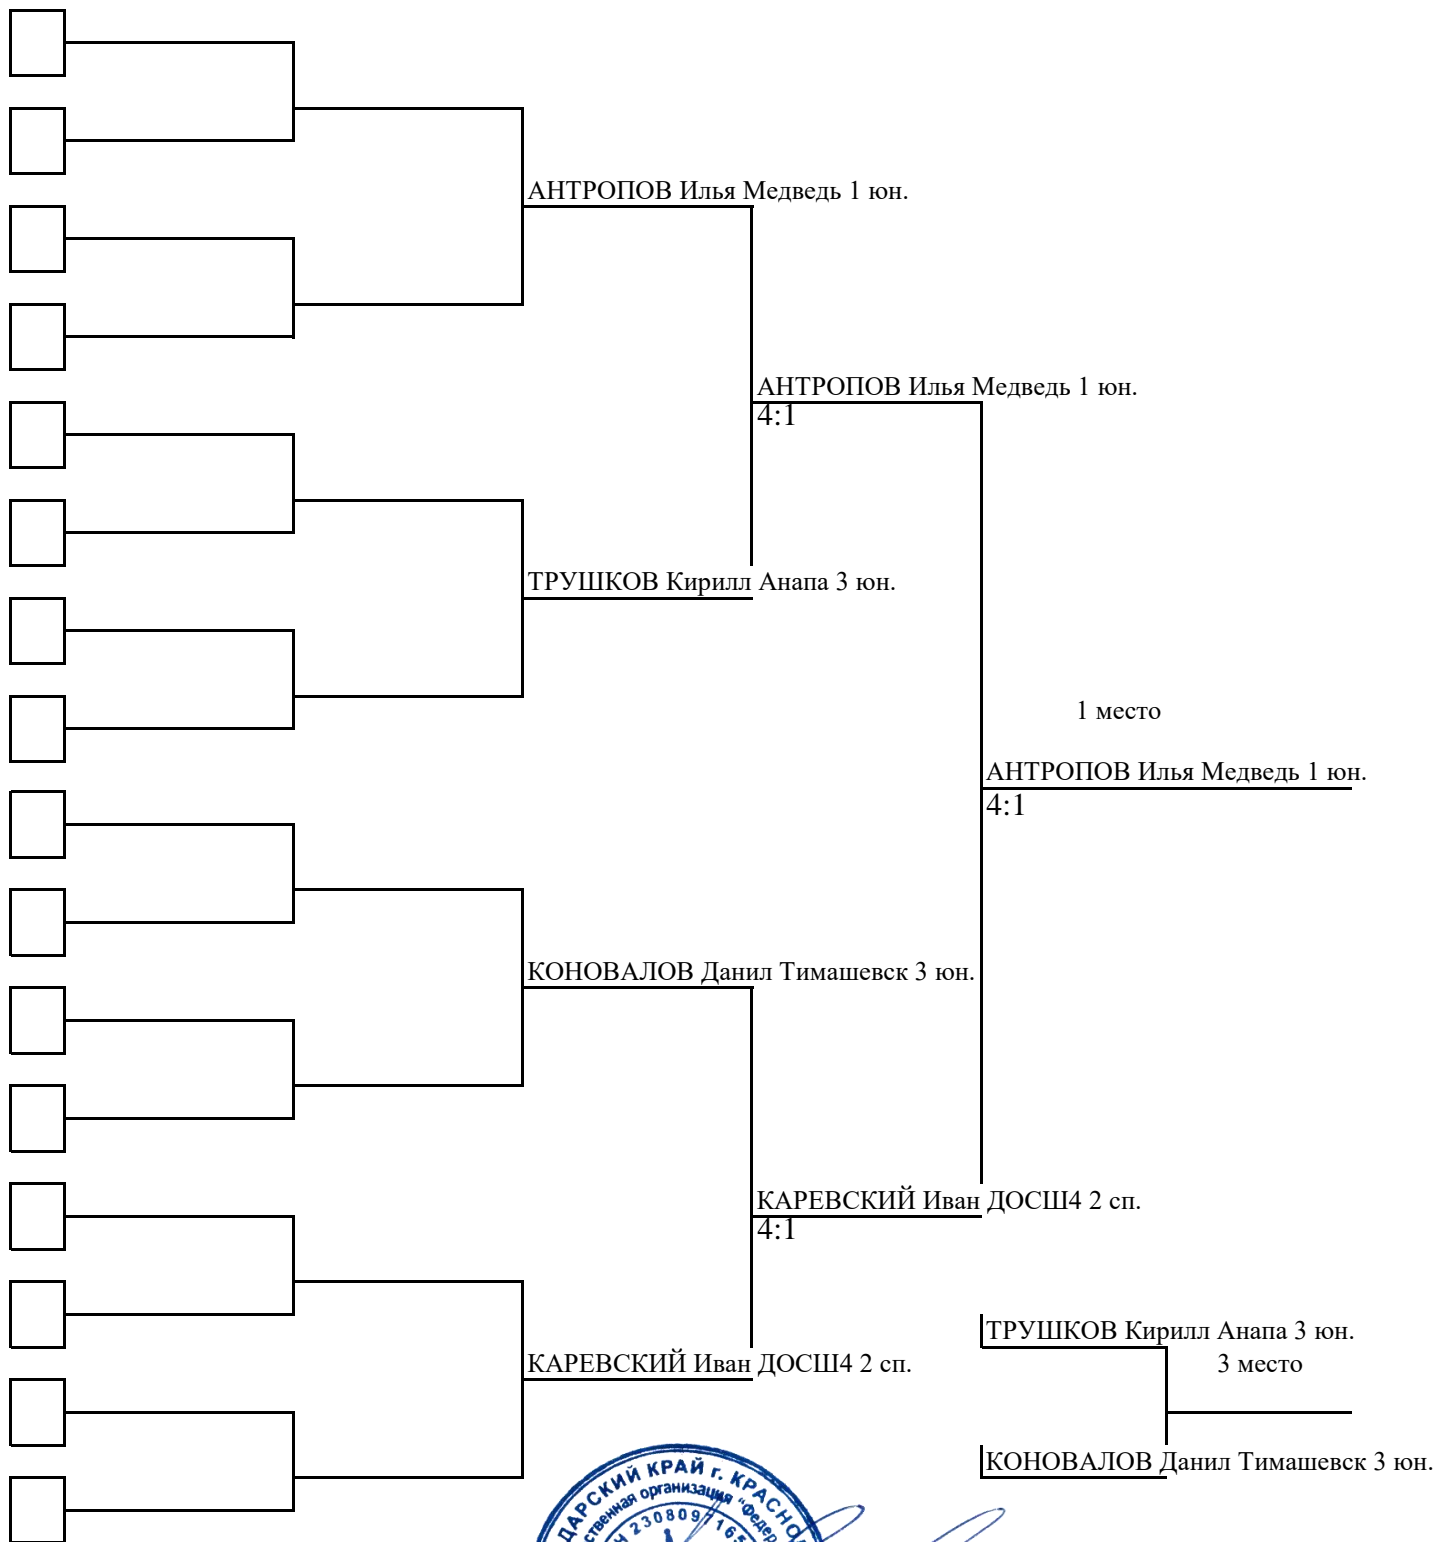 АНТРОПОВ Илья Медведь 1 юн.
АНТРОПОВ Илья Медведь 1 юн.
4:1
ТРУШКОВ Кирилл Анапа 3 юн.
1 место
АНТРОПОВ Илья Медведь 1 юн.
4:1
КОНОВАЛОВ Данил Тимашевск 3 юн.
КАРЕВСКИЙ Иван ДОСШ4 2 сп.
4:1
ТРУШКОВ Кирилл Анапа 3 юн.
КАРЕВСКИЙ Иван ДОСШ4 2 сп.
3 место
КОНОВАЛОВ Данил Тимашевск 3 юн.
КРАЙ г.
организация